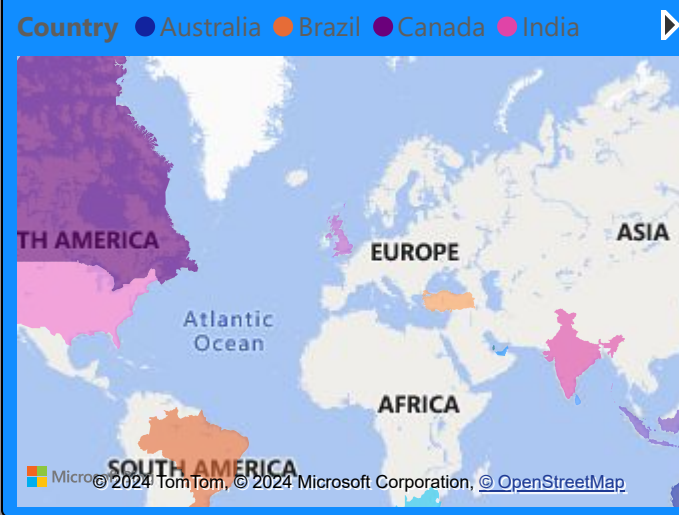 Country Australia Brazil Canada India
TH AMERICA
EUROPE
ASIA
Atlantic
Ocean
AFRICA
SOUTH AMERICA
© 2024 TomTom, © 2024 Microsoft Corporation, © OpenStreetMap